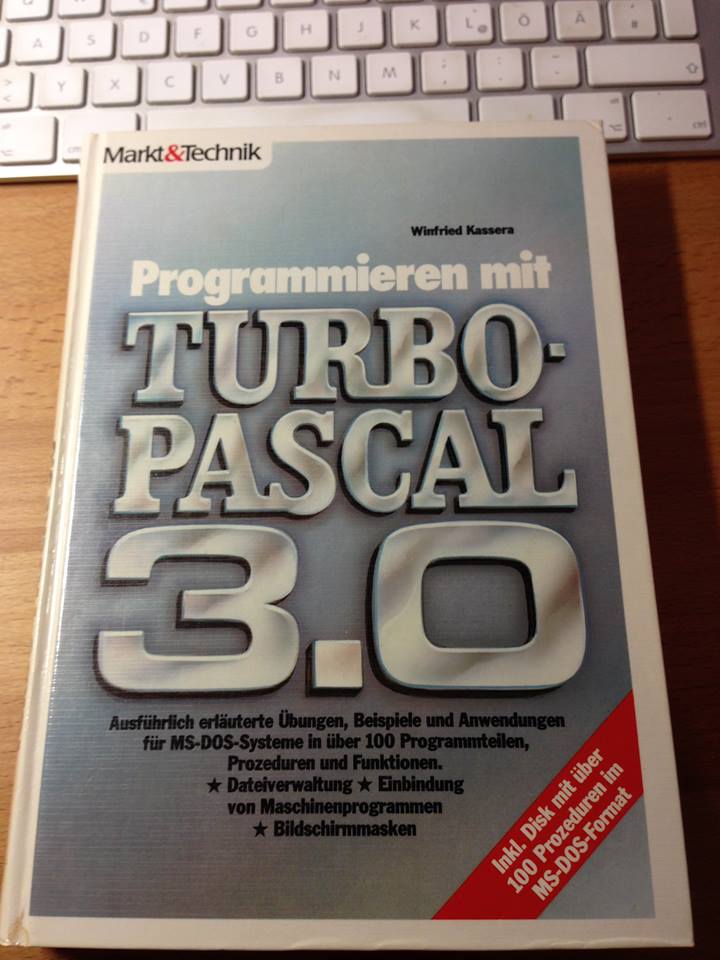 A S D F G H J K L @ Ö Ä #
> < Y X C V B N M ; , : . _ -
ctrl
Markt&Technik
Winfried Kassera
Programmieren mit
TURBO-
PASCAL
3.0
Ausführlich erläuterte Übungen, Beispiele und Anwendungen
für MS-DOS-Systeme in über 100 Programmteilen,
Prozeduren und Funktionen.
★ Dateiverwaltung ★ Einbindung
von Maschinenprogrammen
★ Bildschirmmasken
Inkl. Disk mit über
100 Prozeduren im
MS-DOS-Format